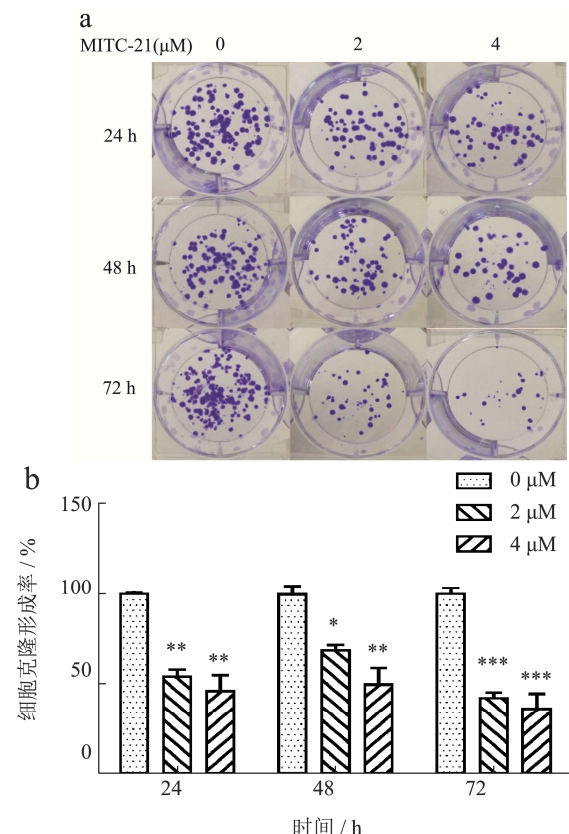 a
MITC-21(μM) 0 2 4
24 h
48 h
72 h
b
0 μM
2 μM
4 μM
细胞克隆形成率 / %
150
100
50
0
** **
* **
*** ***
24 48 72
时间 / h